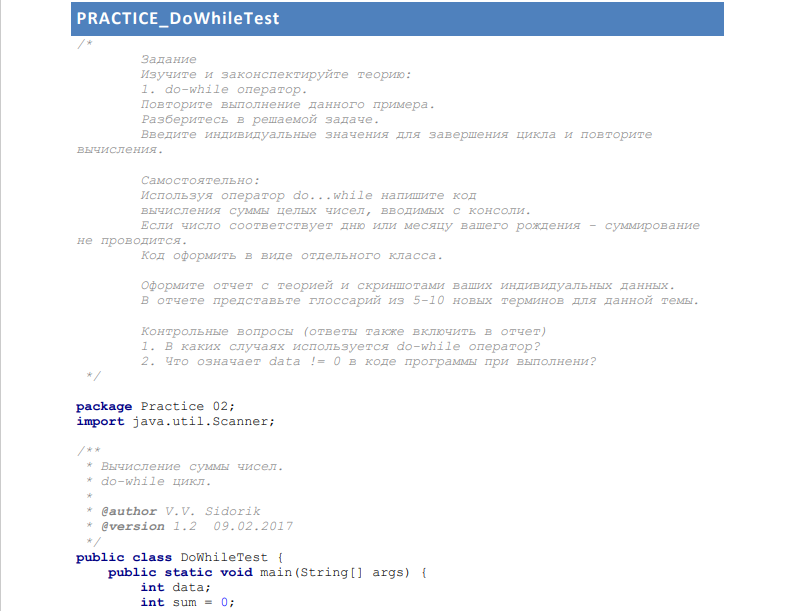 PRACTICE_DoWhileTest
/*
Задание
Изучите и законспектируйте теорию:
1. do-while оператор.
Повторите выполнение данного примера.
Разберитесь в решаемой задаче.
Введите индивидуальные значения для завершения цикла и повторите
вычисления.
Самостоятельно:
Используя оператор do...while напишите код
вычисления суммы целых чисел, вводимых с консоли.
Если число соответствует дню или месяцу вашего рождения – суммирование
не проводится.
Код оформить в виде отдельного класса.
Оформите отчет с теорией и скриншотами ваших индивидуальных данных.
В отчете представьте глоссарий из 5-10 новых терминов для данной темы.
Контрольные вопросы (ответы также включить в отчет)
1. В каких случаях используется do-while оператор?
2. Что означает data != 0 в коде программы при выполнени?
*/
package Practice 02;
import java.util.Scanner;
/**
* Вычисление суммы чисел.
* do-while цикл.
*
* @author V.V. Sidorik
* @version 1.2 09.02.2017
*/
public class DoWhileTest {
public static void main(String[] args) {
int data;
int sum = 0;